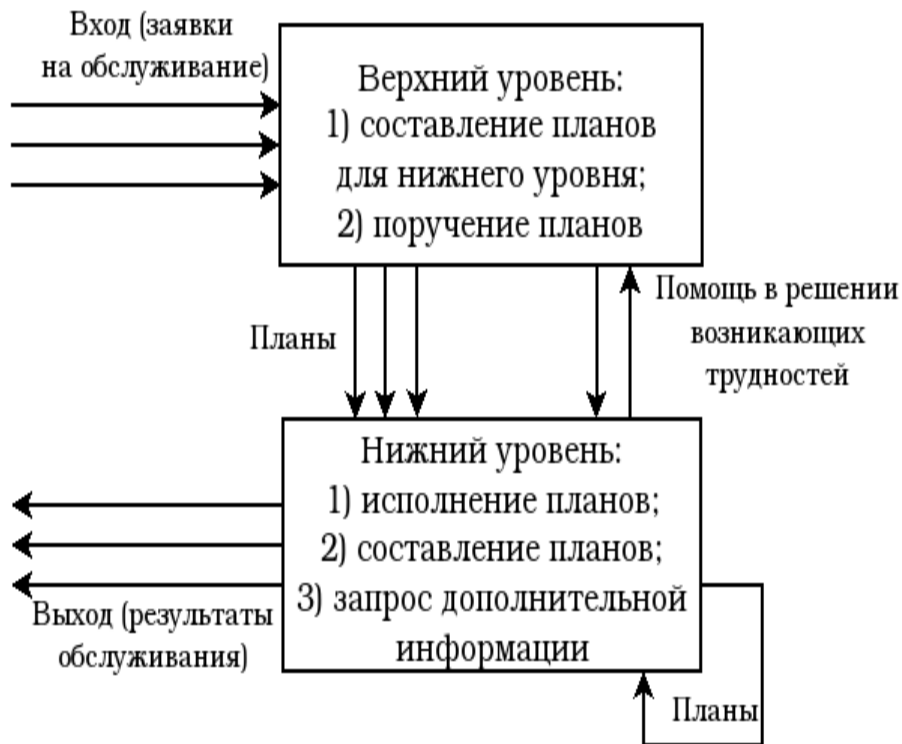 Вход (заявки
на обслуживание)
Верхний уровень:
1) составление планов
для нижнего уровня;
2) поручение планов
Планы
Помощь в решении
возникающих
трудностей
Нижний уровень:
1) исполнение планов;
2) составление планов;
3) запрос дополнительной
информации
Выход (результаты
обслуживания)
Планы